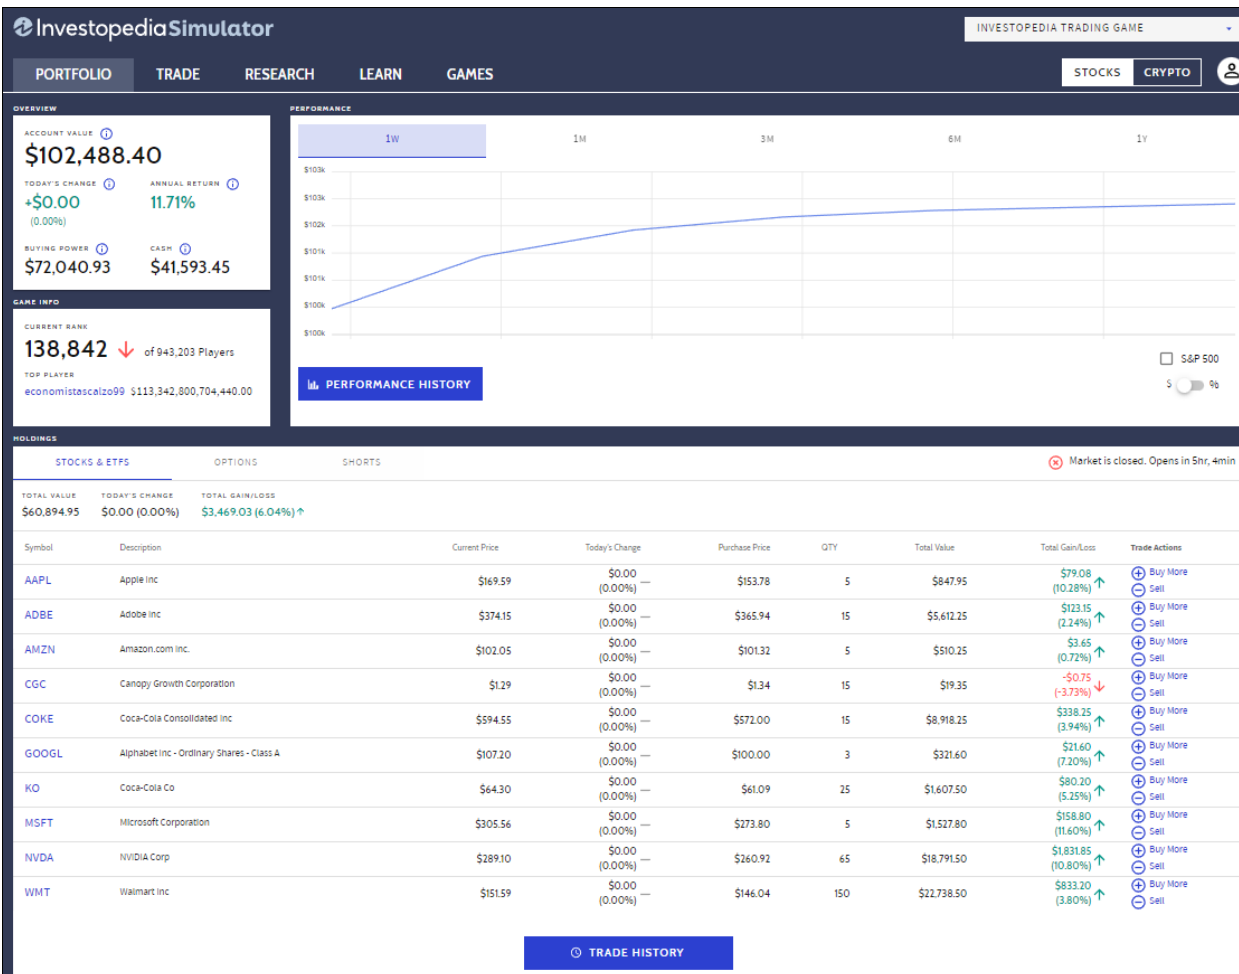 InvestopediaSimulator
INVESTOPEDIA TRADING GAME
PORTFOLIO TRADE RESEARCH LEARN GAMES STOCKS CRYPTO
OVERVIEW
ACCOUNT VALUE
$102,488.40
TODAY'S CHANGE ANNUAL RETURN
+$0.00 11.71%
(0.00%)
BUYING POWER CASH
$72,040.93 $41,593.45
GAME INFO
CURRENT RANK
138,842 of 943,203 Players
TOP PLAYER
economistascalzo99 $113,342,800,704,440.00
PERFORMANCE
1W 1M 3M 6M 1Y
$103k
$103k
$102k
$101k
$101k
$100k
$100k
S&P 500
PERFORMANCE HISTORY
$ %
HOLDINGS
STOCKS & ETFS OPTIONS SHORTS Market is closed. Opens in 5hr, 4min
TOTAL VALUE TODAY'S CHANGE TOTAL GAIN/LOSS
$60,894.95 $0.00 (0.00%) $3,469.03 (6.04%)
Symbol Description Current Price Today's Change Purchase Price QTY Total Value Total Gain/Loss Trade Actions
AAPL Apple Inc $169.59 $0.00 (0.00%) $153.78 5 $847.95 $79.08 (10.28%) Buy More Sell
ADBE Adobe Inc $374.15 $0.00 (0.00%) $365.94 15 $5,612.25 $123.15 (2.24%) Buy More Sell
AMZN Amazon.com Inc. $102.05 $0.00 (0.00%) $101.32 5 $510.25 $3.65 (0.72%) Buy More Sell
CGC Canopy Growth Corporation $1.29 $0.00 (0.00%) $1.34 15 $19.35 -$0.75 (-3.73%) Buy More Sell
COKE Coca-Cola Consolidated Inc $594.55 $0.00 (0.00%) $572.00 15 $8,918.25 $338.25 (3.94%) Buy More Sell
GOOGL Alphabet Inc - Ordinary Shares - Class A $107.20 $0.00 (0.00%) $100.00 3 $321.60 $21.60 (7.20%) Buy More Sell
KO Coca-Cola Co $64.30 $0.00 (0.00%) $61.09 25 $1,607.50 $80.20 (5.25%) Buy More Sell
MSFT Microsoft Corporation $305.56 $0.00 (0.00%) $273.80 5 $1,527.80 $158.80 (11.60%) Buy More Sell
NVDA NVIDIA Corp $289.10 $0.00 (0.00%) $260.92 65 $18,791.50 $1,831.85 (10.80%) Buy More Sell
WMT Walmart Inc $151.59 $0.00 (0.00%) $146.04 150 $22,738.50 $833.20 (3.80%) Buy More Sell
TRADE HISTORY